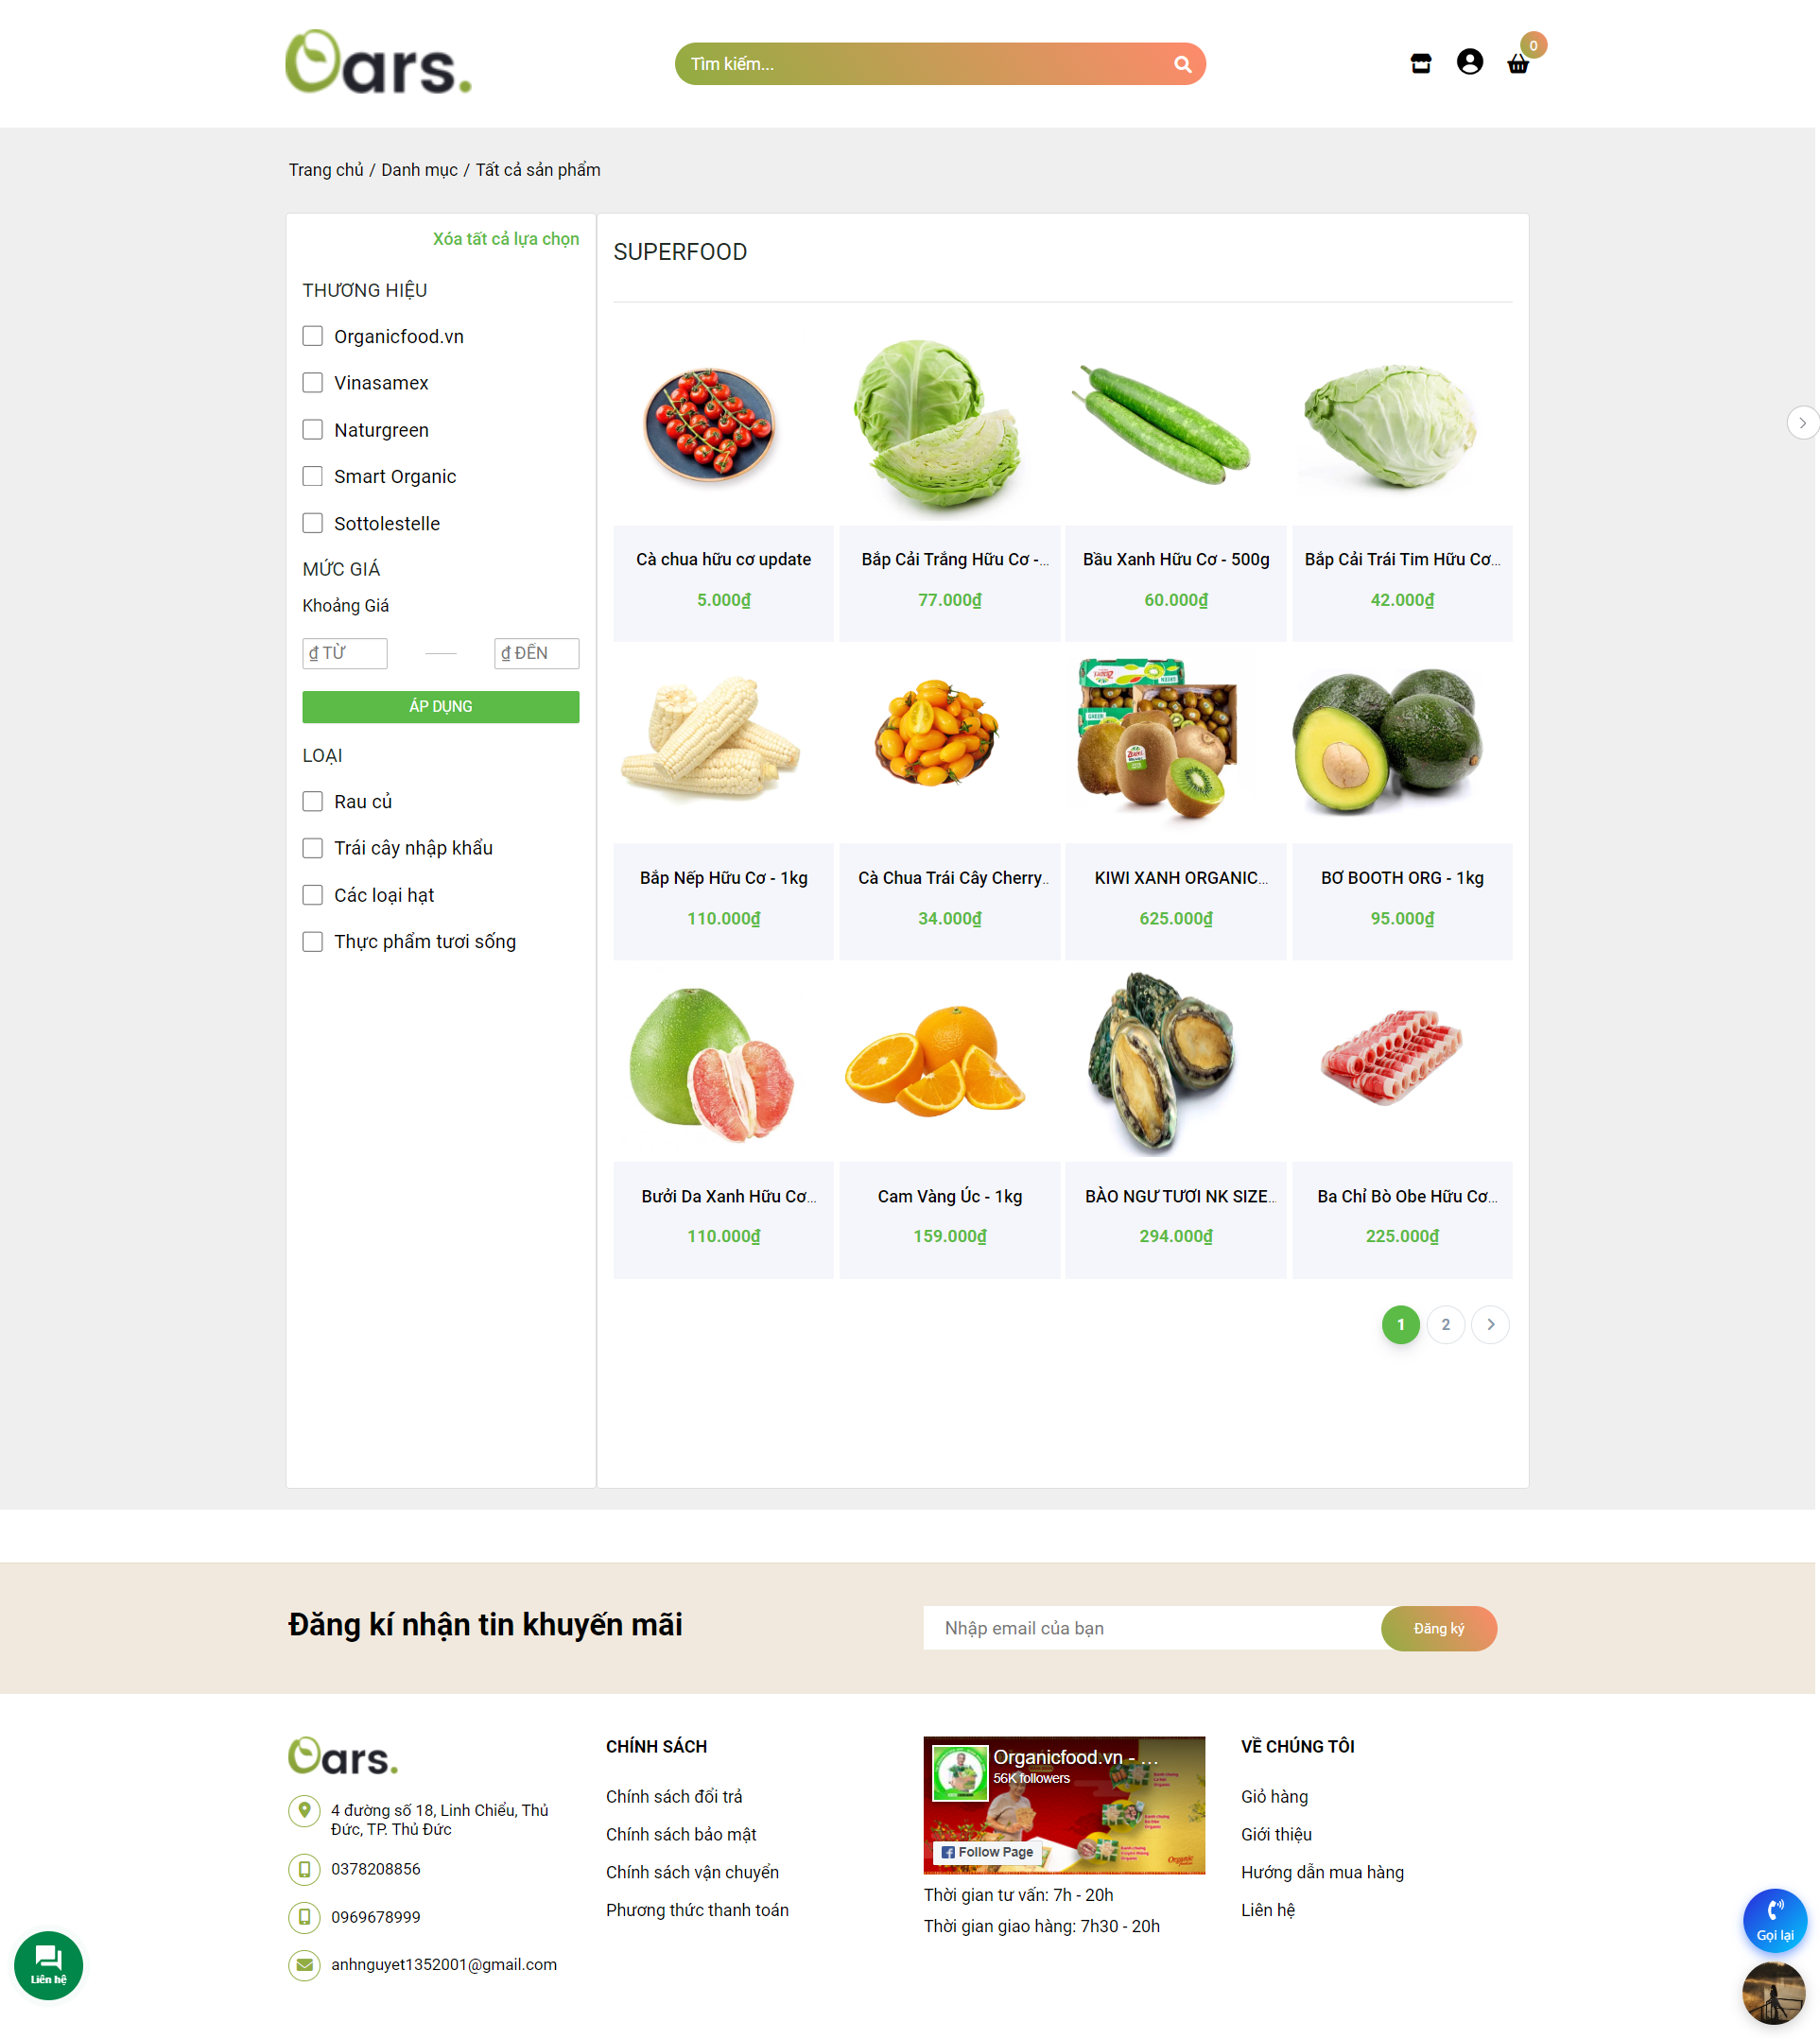 Oars.
Tìm kiếm...
0
Trang chủ / Danh mục / Tất cả sản phẩm
Xóa tất cả lựa chọn
THƯƠNG HIỆU
Organicfood.vn
Vinasamex
Naturgreen
Smart Organic
Sottolestelle
MỨC GIÁ
Khoảng Giá
₫ TỪ
₫ ĐẾN
ÁP DỤNG
LOẠI
Rau củ
Trái cây nhập khẩu
Các loại hạt
Thực phẩm tươi sống
SUPERFOOD
Cà chua hữu cơ update
5.000₫
Bắp Cải Trắng Hữu Cơ -...
77.000₫
Bầu Xanh Hữu Cơ - 500g
60.000₫
Bắp Cải Trái Tim Hữu Cơ...
42.000₫
Bắp Nếp Hữu Cơ - 1kg
110.000₫
Cà Chua Trái Cây Cherry...
34.000₫
KIWI XANH ORGANIC...
625.000₫
BƠ BOOTH ORG - 1kg
95.000₫
Bưởi Da Xanh Hữu Cơ...
110.000₫
Cam Vàng Úc - 1kg
159.000₫
BÀO NGƯ TƯƠI NK SIZE...
294.000₫
Ba Chỉ Bò Obe Hữu Cơ...
225.000₫
1
2
Đăng kí nhận tin khuyến mãi
Nhập email của bạn
Đăng ký
Oars.
4 đường số 18, Linh Chiểu, Thủ
Đức, TP. Thủ Đức
0378208856
0969678999
anhnguyet1352001@gmail.com
CHÍNH SÁCH
Chính sách đổi trả
Chính sách bảo mật
Chính sách vận chuyển
Phương thức thanh toán
Organicfood.vn - ...
56K followers
Follow Page
Thời gian tư vấn: 7h - 20h
Thời gian giao hàng: 7h30 - 20h
VỀ CHÚNG TÔI
Giỏ hàng
Giới thiệu
Hướng dẫn mua hàng
Liên hệ
Liên hệ
Gọi lại